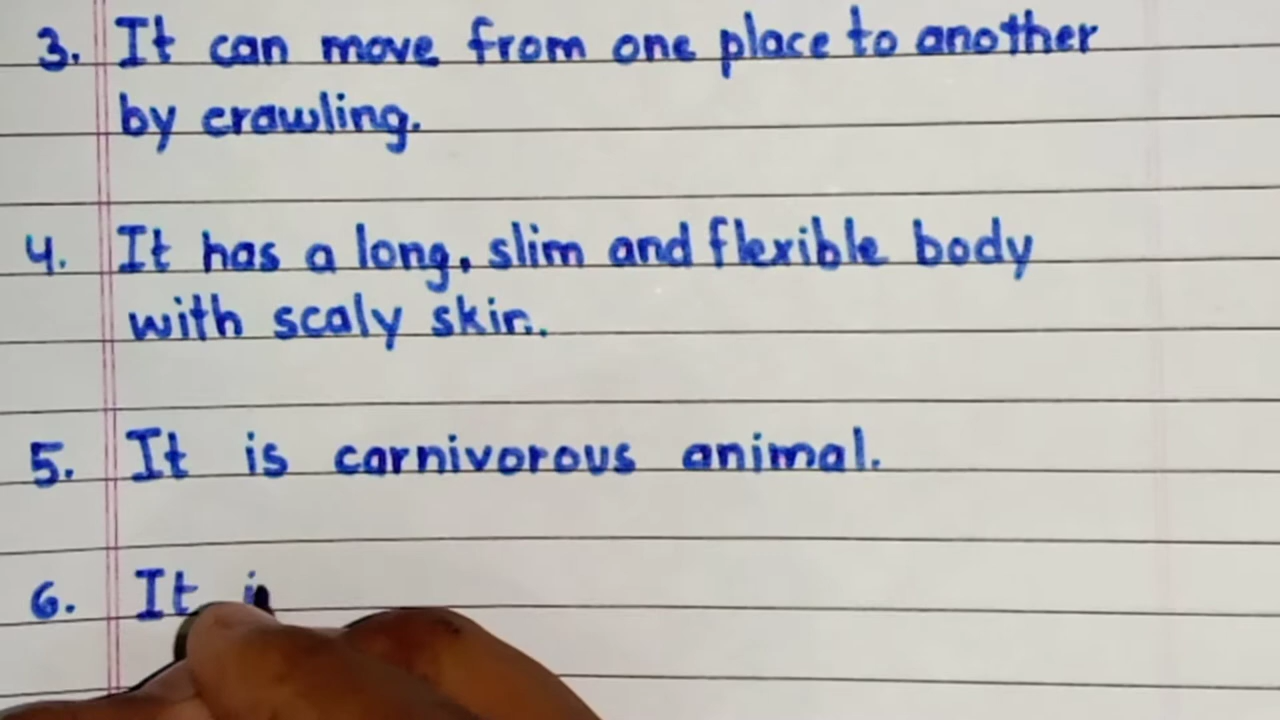 3. It can move from one place to another
by crawling.
4. It has a long, slim and flexible body
with scaly skin.
5. It is carnivorous animal.
6. It i